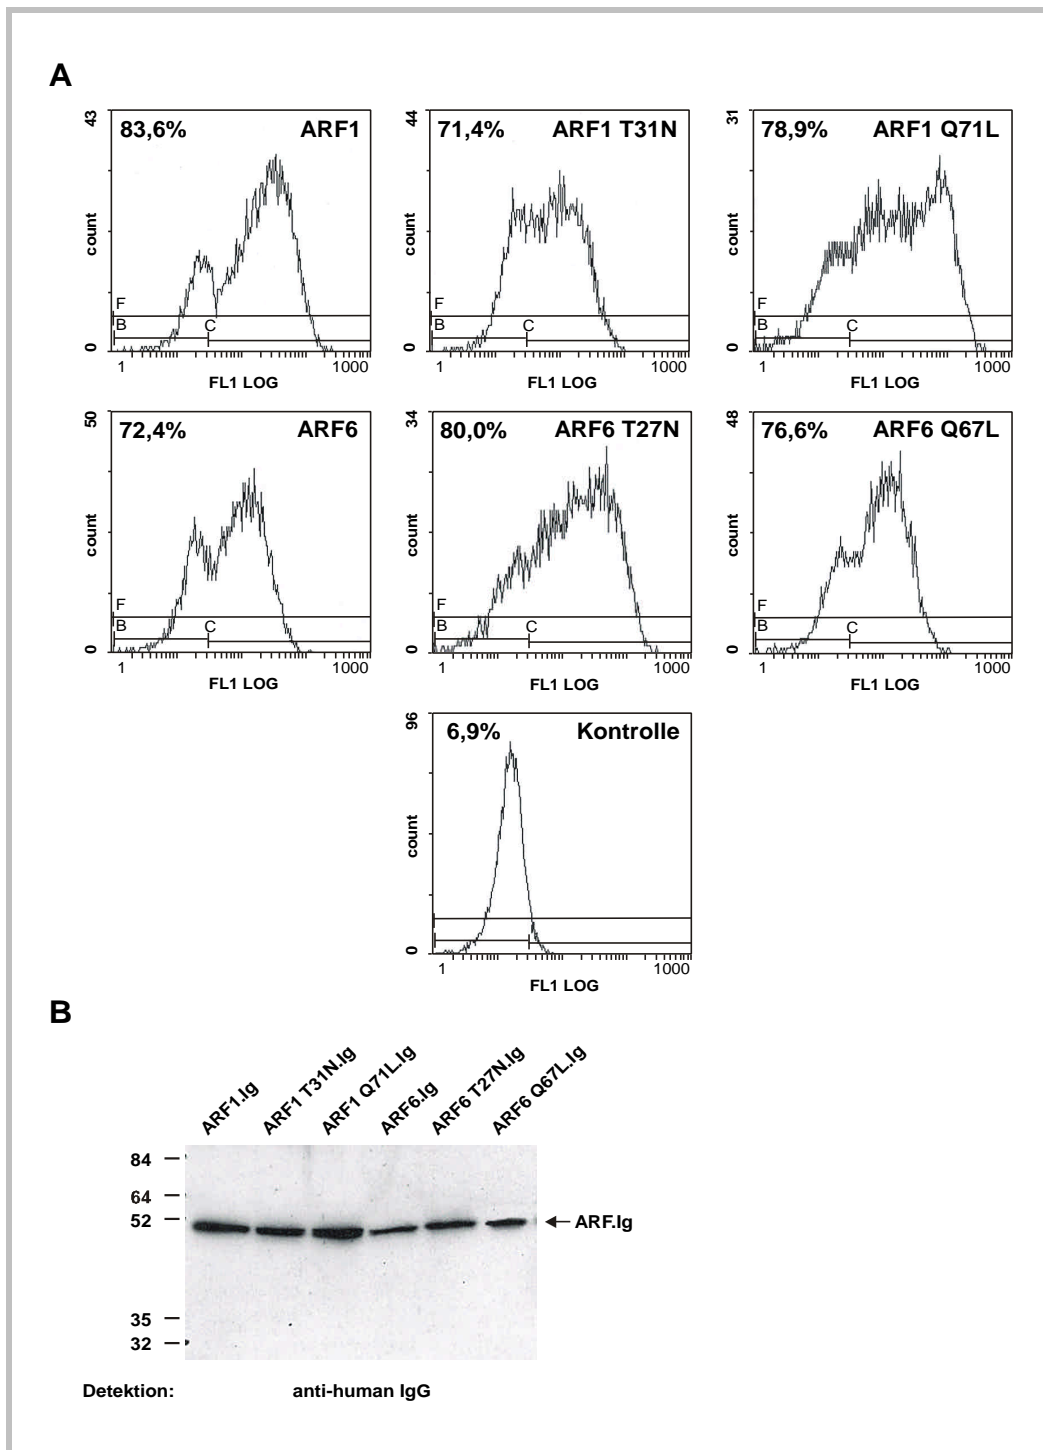 A
43
83,6% ARF1
count
F
B C
0
1 1000
FL1 LOG
44
71,4% ARF1 T31N
count
F
B C
0
1 1000
FL1 LOG
31
78,9% ARF1 Q71L
count
F
B C
0
1 1000
FL1 LOG
50
72,4% ARF6
count
F
B C
0
1 1000
FL1 LOG
34
80,0% ARF6 T27N
count
F
B C
0
1 1000
FL1 LOG
48
76,6% ARF6 Q67L
count
F
B C
0
1 1000
FL1 LOG
96
6,9% Kontrolle
count
0
1 1000
FL1 LOG
B
ARF1.Ig
ARF1 T31N.Ig
ARF1 Q71L.Ig
ARF6.Ig
ARF6 T27N.Ig
ARF6 Q67L.Ig
84
64
52
ARF.Ig
35
32
Detektion: anti-human IgG